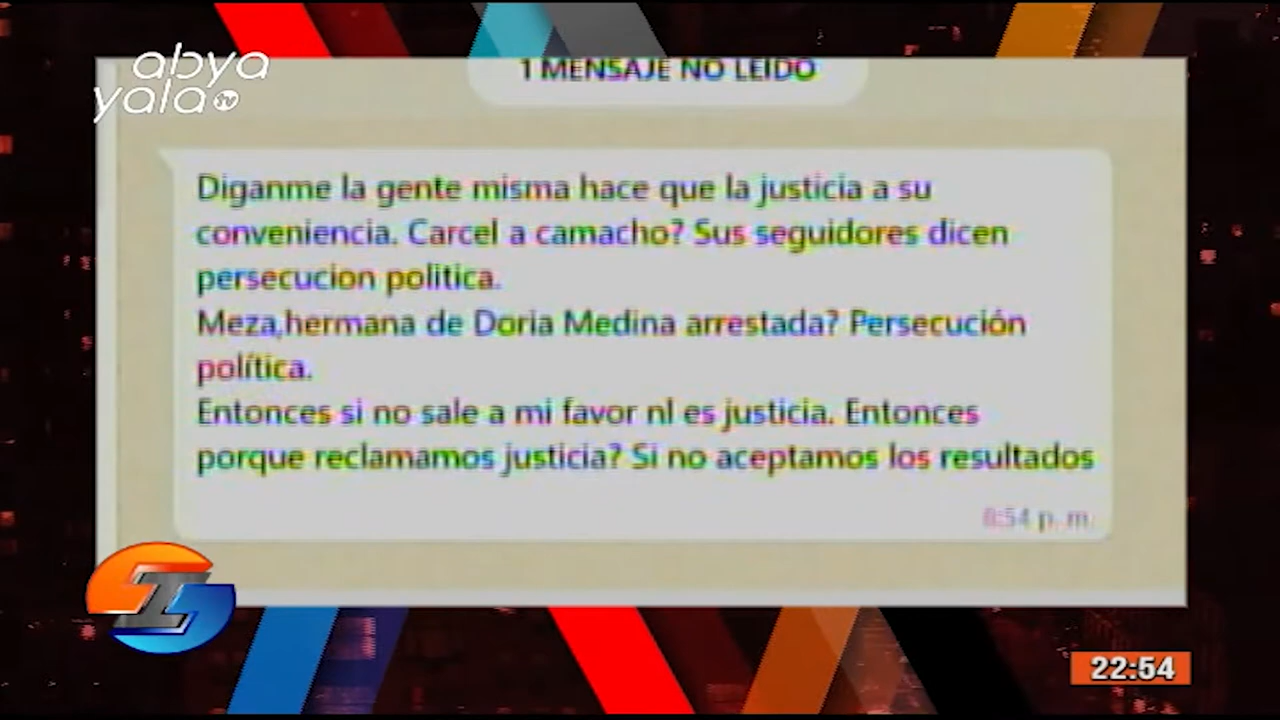 abya
yala tv
1 MENSAJE NO LEIDO
Diganme la gente misma hace que la justicia a su
conveniencia. Carcel a camacho? Sus seguidores dicen
persecucion politica.
Meza,hermana de Doria Medina arrestada? Persecución
política.
Entonces si no sale a mi favor nl es justicia. Entonces
porque reclamamos justicia? Si no aceptamos los resultados
8:54 p. m.
22:54